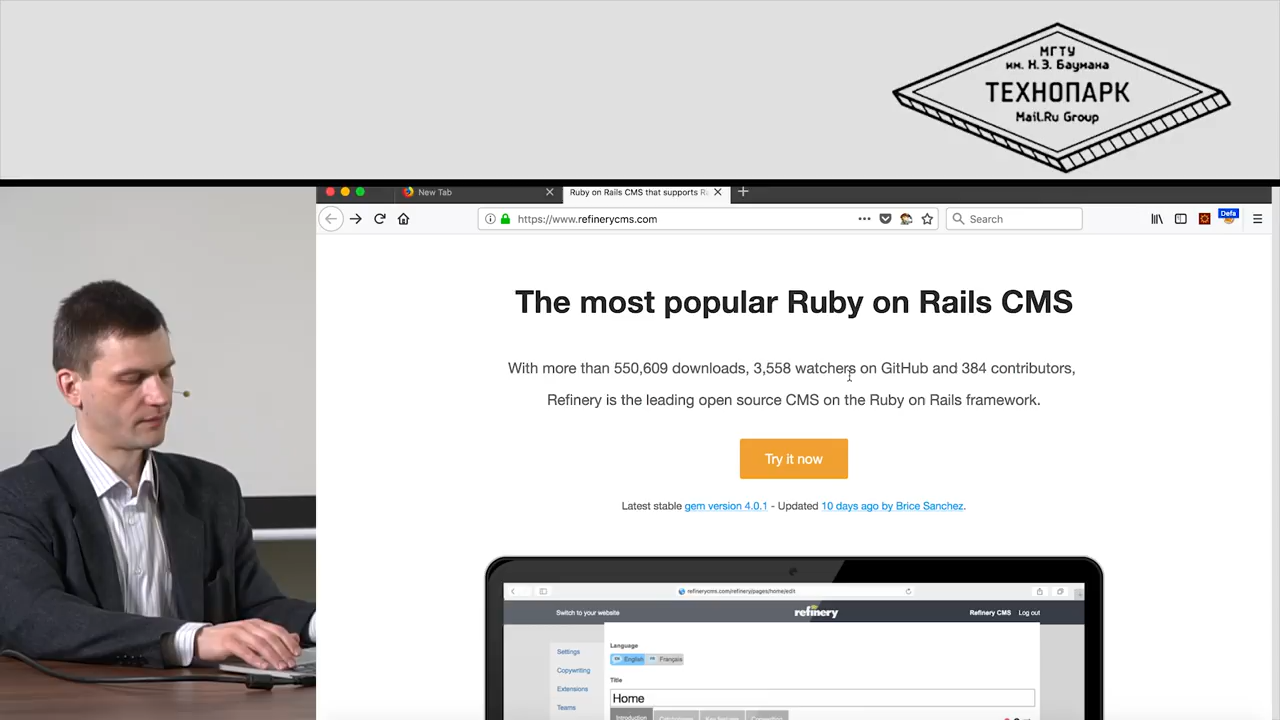 МГТУ
им. Н.Э. Баумана
ТЕХНОПАРК
Mail.Ru Group
New Tab
Ruby on Rails CMS that supports Ra
https://www.refinerycms.com
Search
Defa
The most popular Ruby on Rails CMS
With more than 550,609 downloads, 3,558 watchers on GitHub and 384 contributors,
Refinery is the leading open source CMS on the Ruby on Rails framework.
Try it now
Latest stable gem version 4.0.1 - Updated 10 days ago by Brice Sanchez.
refinerycms.com/refinery/pages/home/edit
Switch to your website
refinery
Refinery CMS Log out
Language
Settings
EN English FR Français
Copywriting
Title
Extensions
Home
Teams
Introduction